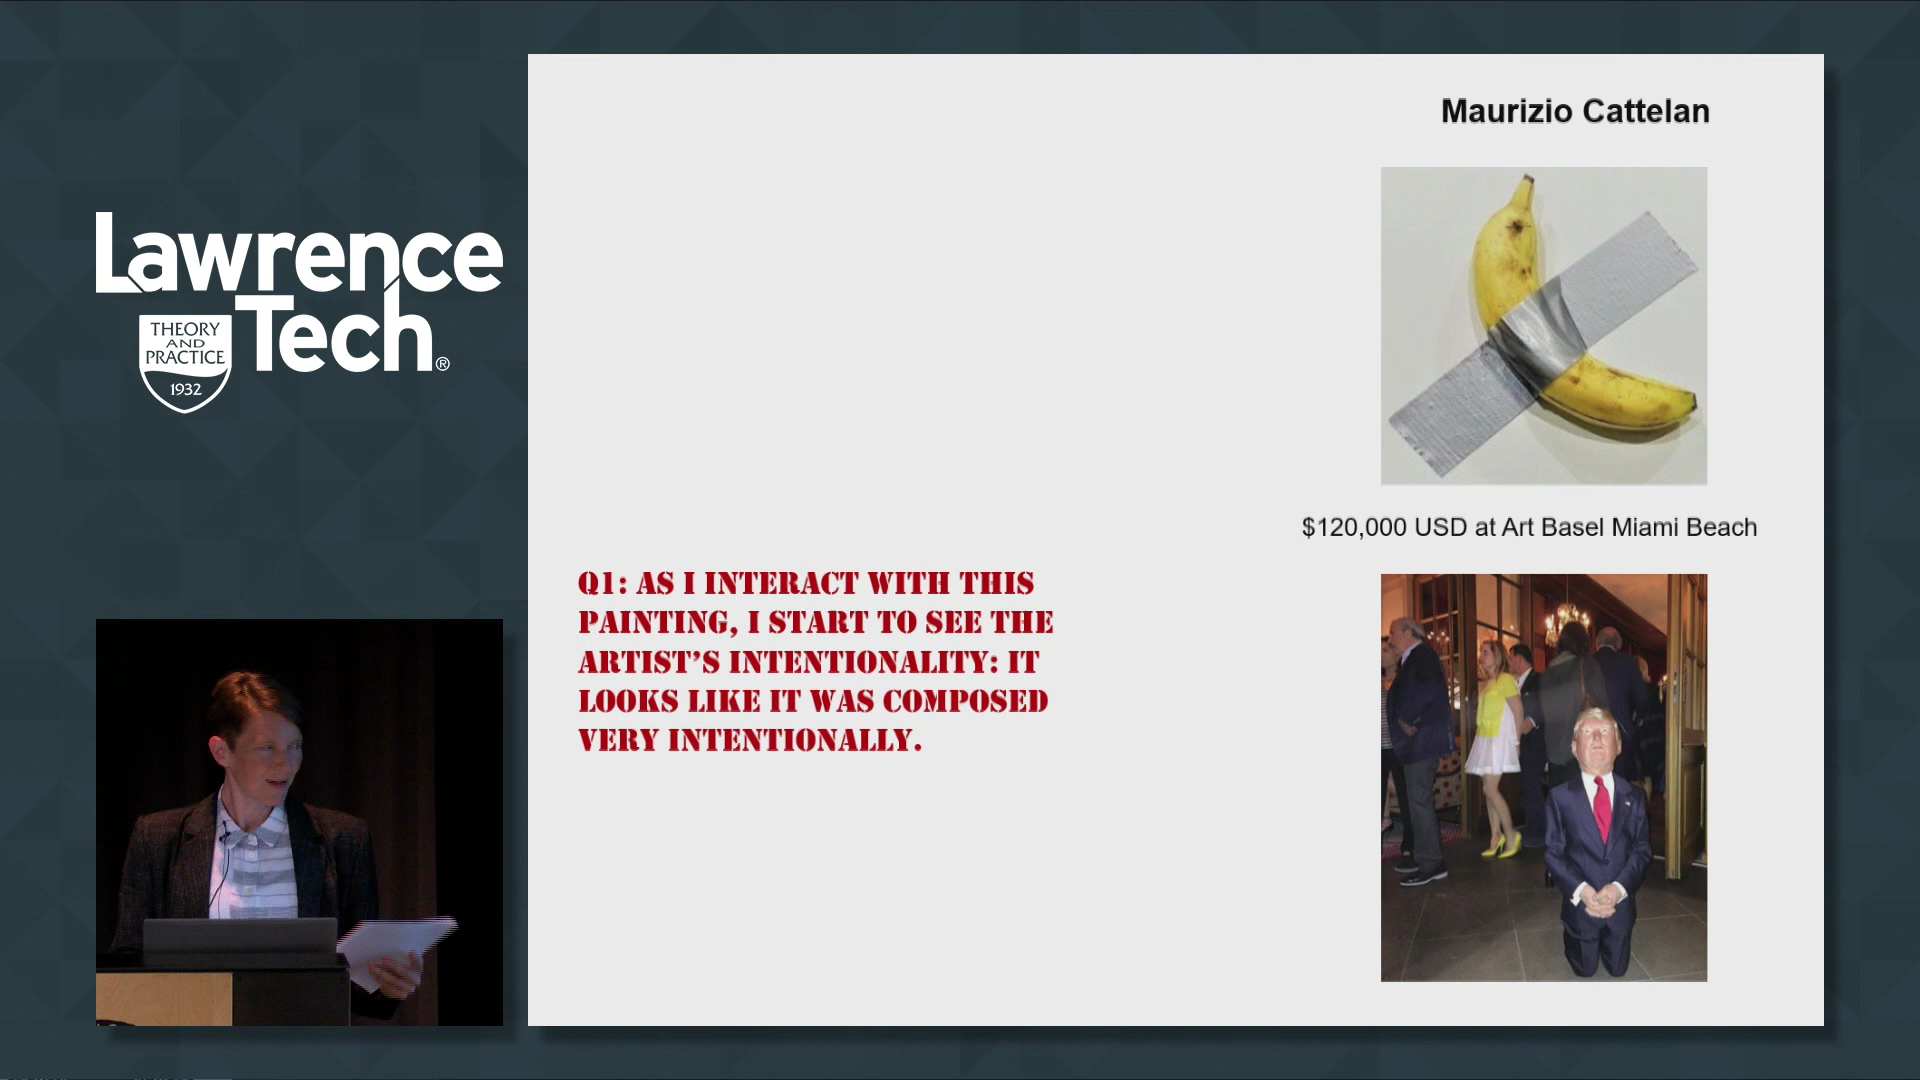 Lawrence
Tech®
THEORY
AND
PRACTICE
1932
Maurizio Cattelan
$120,000 USD at Art Basel Miami Beach
Q1: AS I INTERACT WITH THIS
PAINTING, I START TO SEE THE
ARTIST’S INTENTIONALITY: IT
LOOKS LIKE IT WAS COMPOSED
VERY INTENTIONALLY.